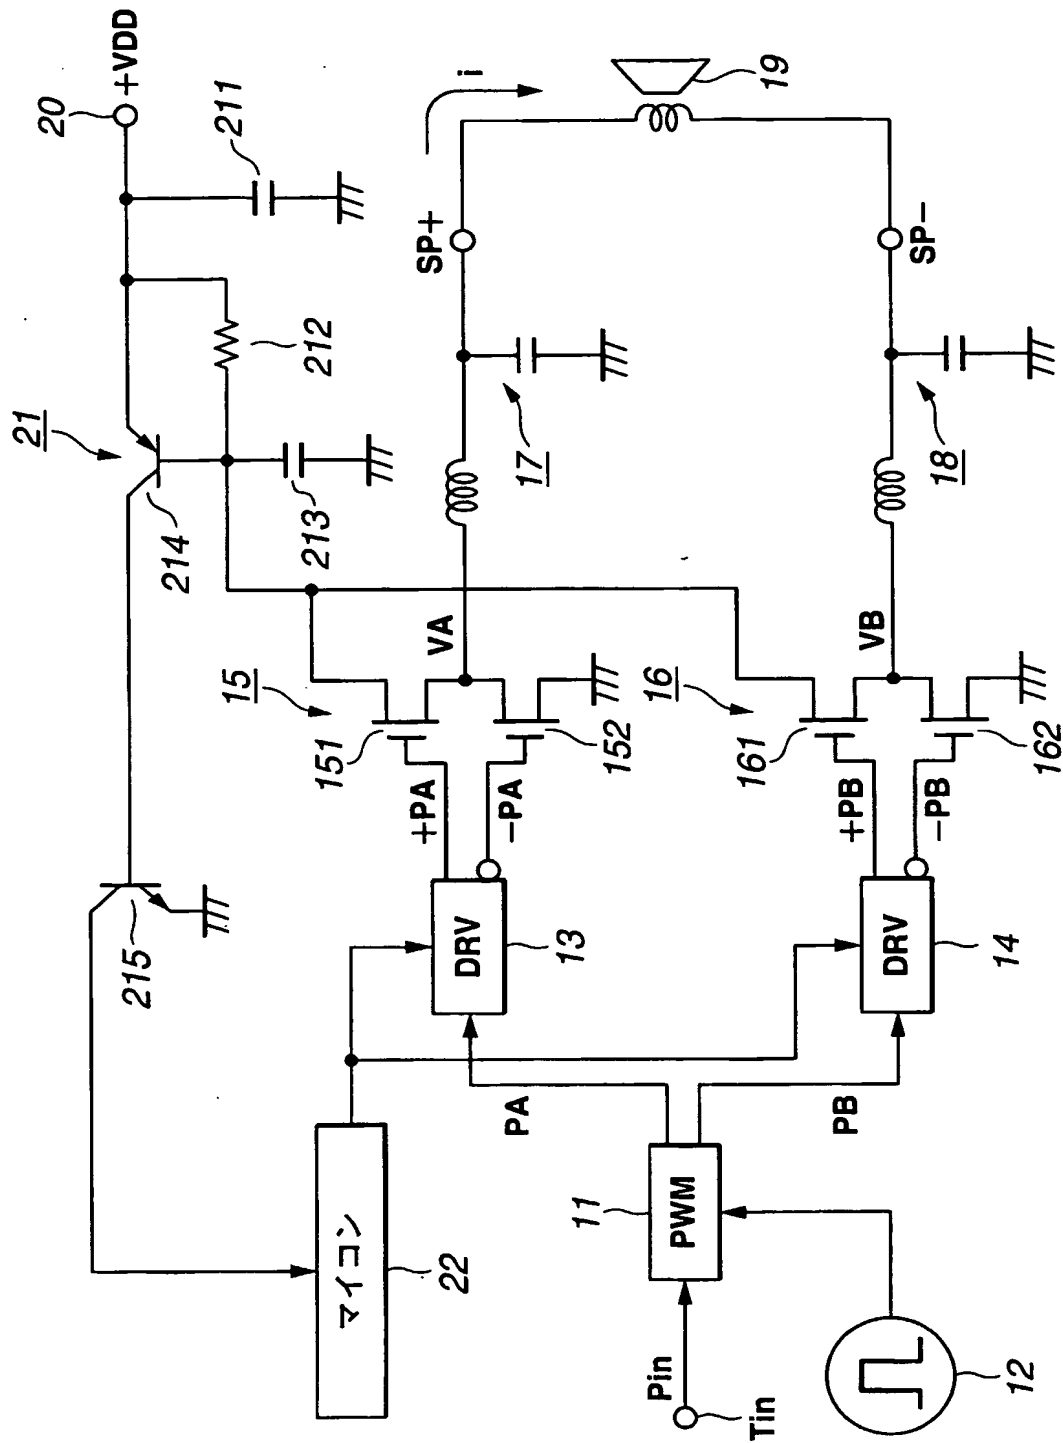 20
+VDD
21
211
212
214
213
215
15
151
152
VA
+PA
-PA
17
SP+
i
19
マイコン
22
DRV
13
16
161
162
VB
+PB
-PB
18
SP-
DRV
14
PA
PB
11
PWM
Pin
Tin
12